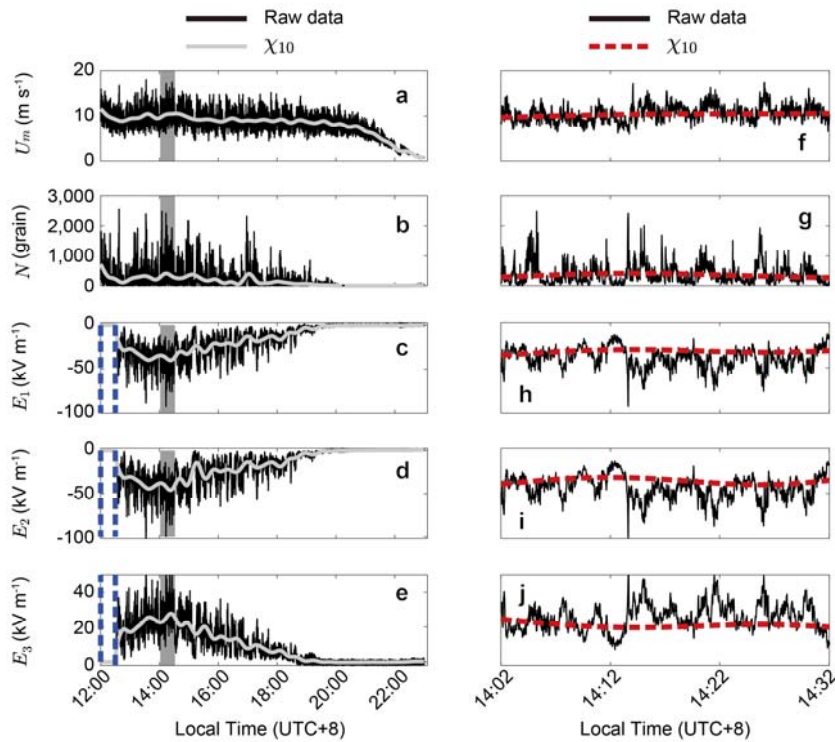 Raw data
χ10
Raw data
χ10
20
10
0
Um (m s⁻¹)
a
f
3,000
2,000
1,000
0
N (grain)
b
g
0
-50
-100
E1 (kV m⁻¹)
c
h
0
-50
-100
E2 (kV m⁻¹)
d
i
40
20
0
E3 (kV m⁻¹)
e
j
12:00
14:00
16:00
18:00
20:00
22:00
14:02
14:12
14:22
14:32
Local Time (UTC+8)
Local Time (UTC+8)